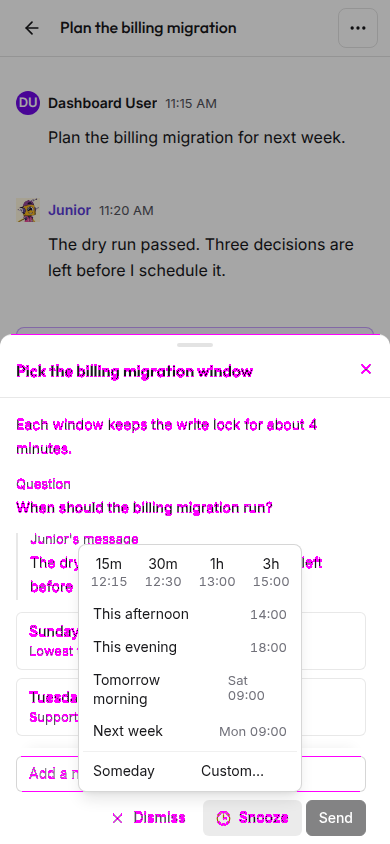 Plan the billing migration
DU Dashboard User 11:15 AM
Plan the billing migration for next week.
Junior 11:20 AM
The dry run passed. Three decisions are
left before I schedule it.
Pick the billing migration window
Each window keeps the write lock for about 4
minutes.
Question
When should the billing migration run?
Junior's message
The dry left
before
15m 30m 1h 3h
12:15 12:30 13:00 15:00
This afternoon 14:00
Sunday
This evening 18:00
Lowest
Tomorrow Sat
morning 09:00
Tuesda
Support
Next week Mon 09:00
Add a
Someday Custom...
Dismiss Snooze Send